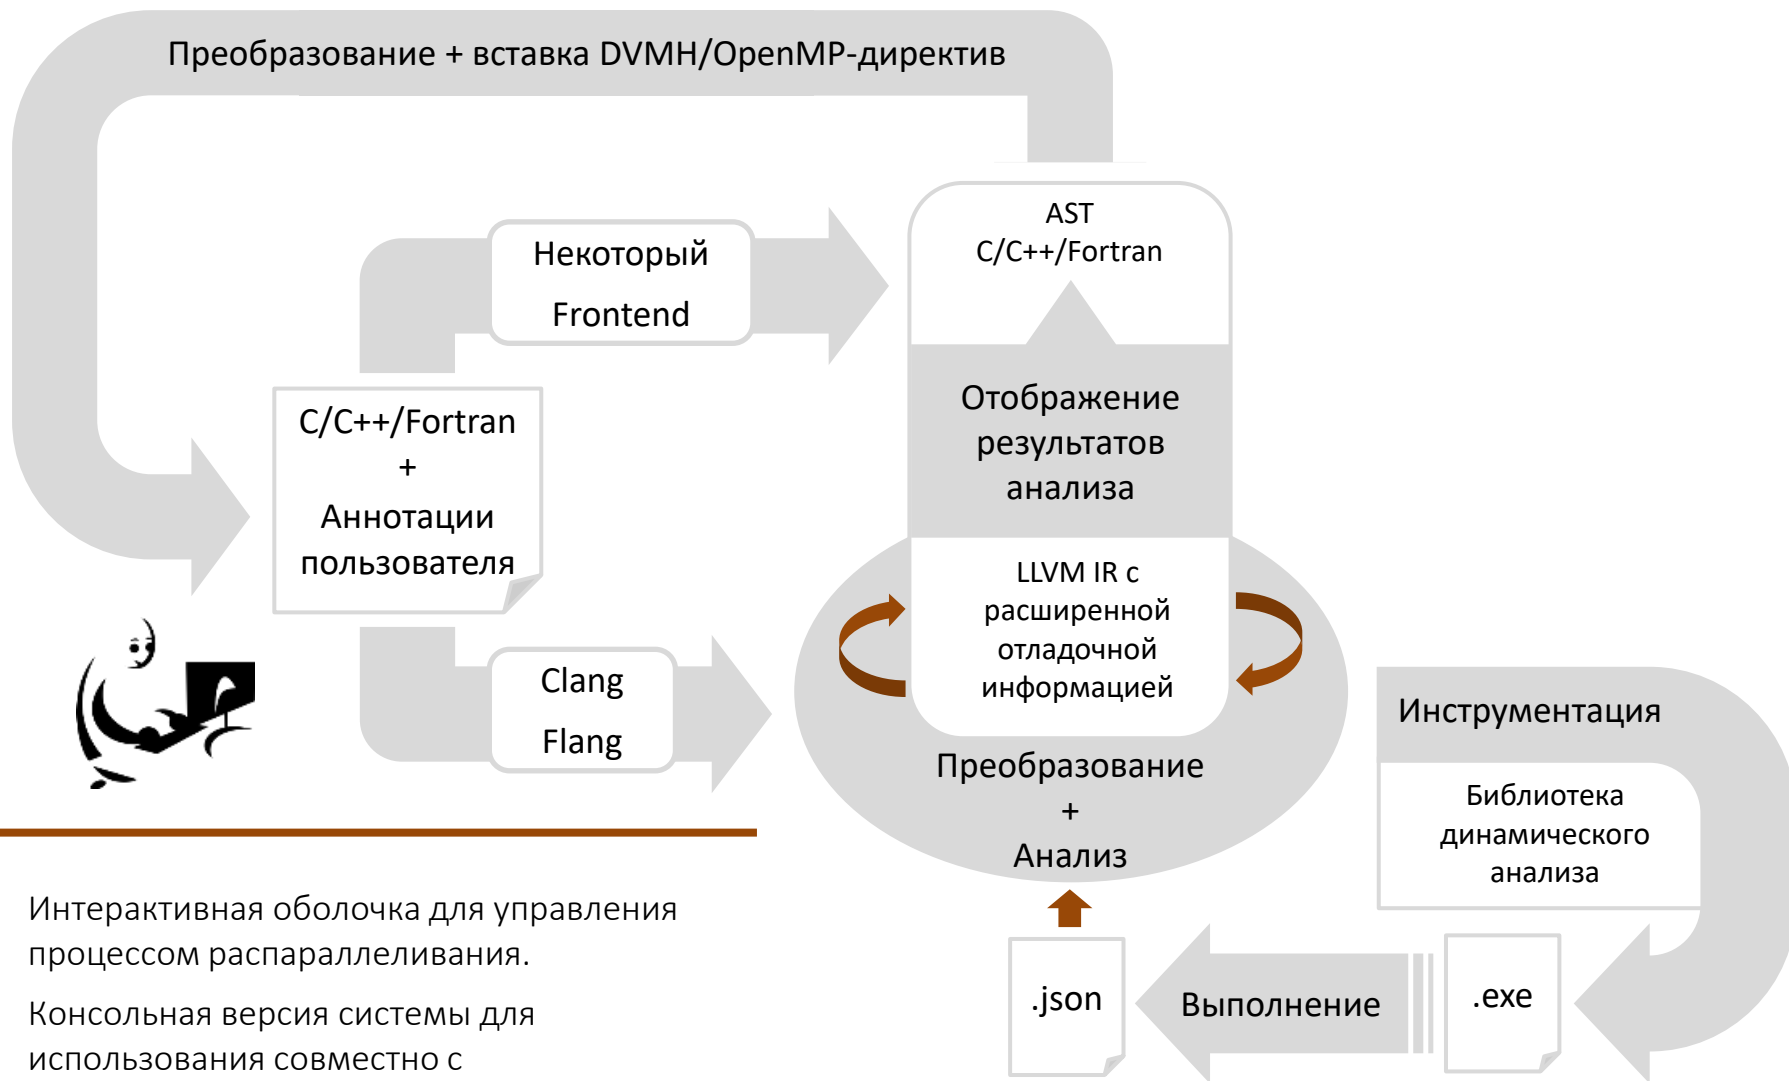 Преобразование + вставка DVMH/OpenMP-директив
Некоторый
Frontend
AST
C/C++/Fortran
C/C++/Fortran
+
Аннотации
пользователя
Отображение
результатов
анализа
LLVM IR с
расширенной
отладочной
информацией
Clang
Flang
Преобразование
+
Анализ
Инструментация
Библиотека
динамического
анализа
.json
Выполнение
.exe
Интерактивная оболочка для управления
процессом распараллеливания.
Консольная версия системы для
использования совместно с